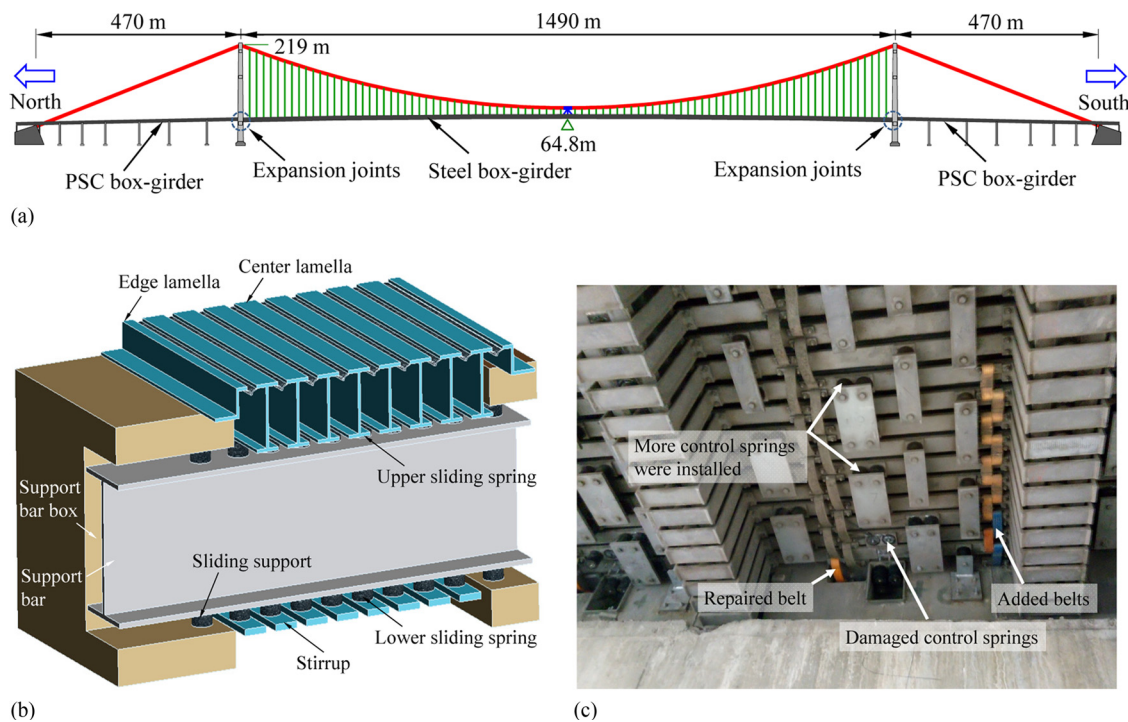 470 m
1490 m
470 m
219 m
North
South
64.8m
PSC box-girder
Expansion joints
Steel box-girder
Expansion joints
PSC box-girder
(a)
Edge lamella
Center lamella
Upper sliding spring
Support
bar box
Support
bar
Sliding support
Lower sliding spring
Stirrup
(b)
More control springs
were installed
Repaired belt
Added belts
Damaged control springs
(c)